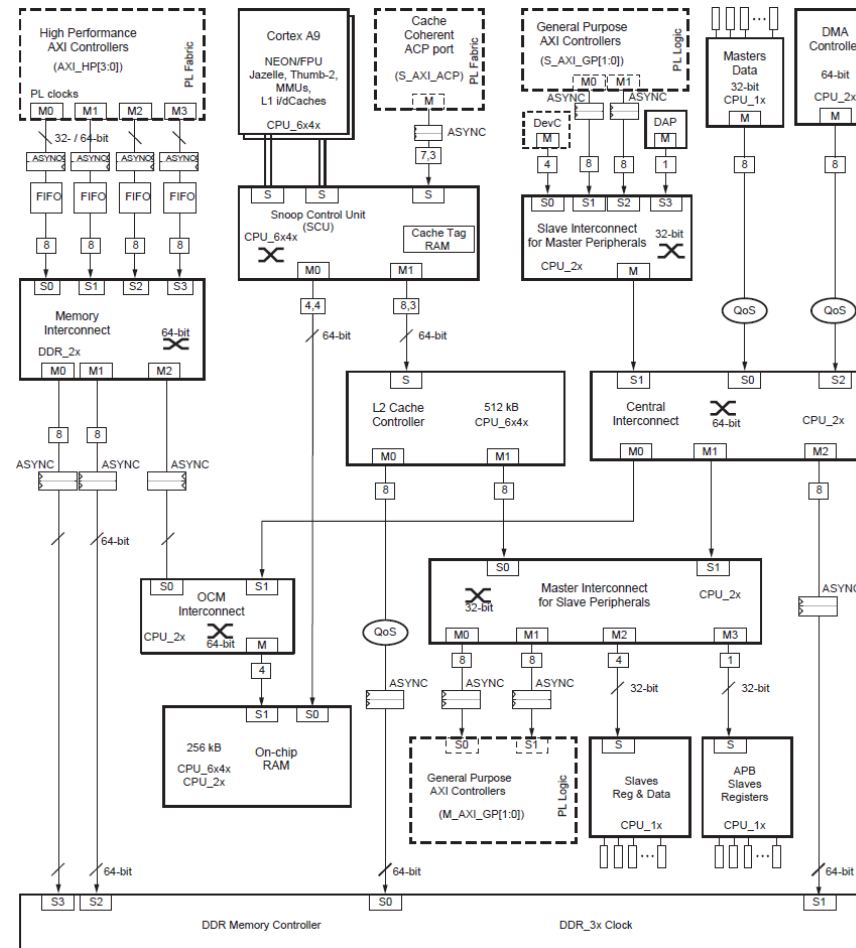 High Performance
AXI Controllers
(AXI_HP[3:0])
PL Fabric
PL clocks
M0
M1
M2
M3
32- / 64-bit
ASYNC
ASYNC
ASYNC
ASYNC
FIFO
FIFO
FIFO
FIFO
8
8
8
8
S0
S1
S2
S3
Memory
Interconnect
64-bit
DDR_2x
M0
M1
M2
8
8
ASYNC
ASYNC
ASYNC
64-bit
Cortex A9
NEON/FPU
Jazelle, Thumb-2,
MMUs,
L1 i/dCaches
CPU_6x4x
Cache
Coherent
ACP port
(S_AXI_ACP)
PL Fabric
M
ASYNC
7,3
S
S
S
Snoop Control Unit
(SCU)
CPU_6x4x
Cache Tag
RAM
M0
M1
4,4
8,3
64-bit
64-bit
General Purpose
AXI Controllers
(S_AXI_GP[1:0])
PL Logic
M0
M1
ASYNC
ASYNC
DevC
M
DAP
M
4
8
8
1
S0
S1
S2
S3
Slave Interconnect
for Master Peripherals
32-bit
CPU_2x
M
Masters
Data
32-bit
CPU_1x
M
8
QoS
DMA
Controller
64-bit
CPU_2x
M
8
QoS
S
L2 Cache
Controller
512 kB
CPU_6x4x
M0
M1
8
8
S1
S0
S2
Central
Interconnect
64-bit
CPU_2x
M0
M1
M2
8
ASYNC
S0
S1
OCM
Interconnect
CPU_2x
64-bit
M
4
QoS
ASYNC
S0
S1
Master Interconnect
for Slave Peripherals
32-bit
CPU_2x
M0
M1
M2
M3
8
8
4
1
ASYNC
ASYNC
32-bit
32-bit
S1
S0
256 kB
On-chip
RAM
CPU_6x4x
CPU_2x
S0
S1
General Purpose
AXI Controllers
(M_AXI_GP[1:0])
PL Logic
S
Slaves
Reg & Data
CPU_1x
S
APB
Slaves
Registers
CPU_1x
64-bit
64-bit
64-bit
S3
S2
S0
S1
DDR Memory Controller
DDR_3x Clock